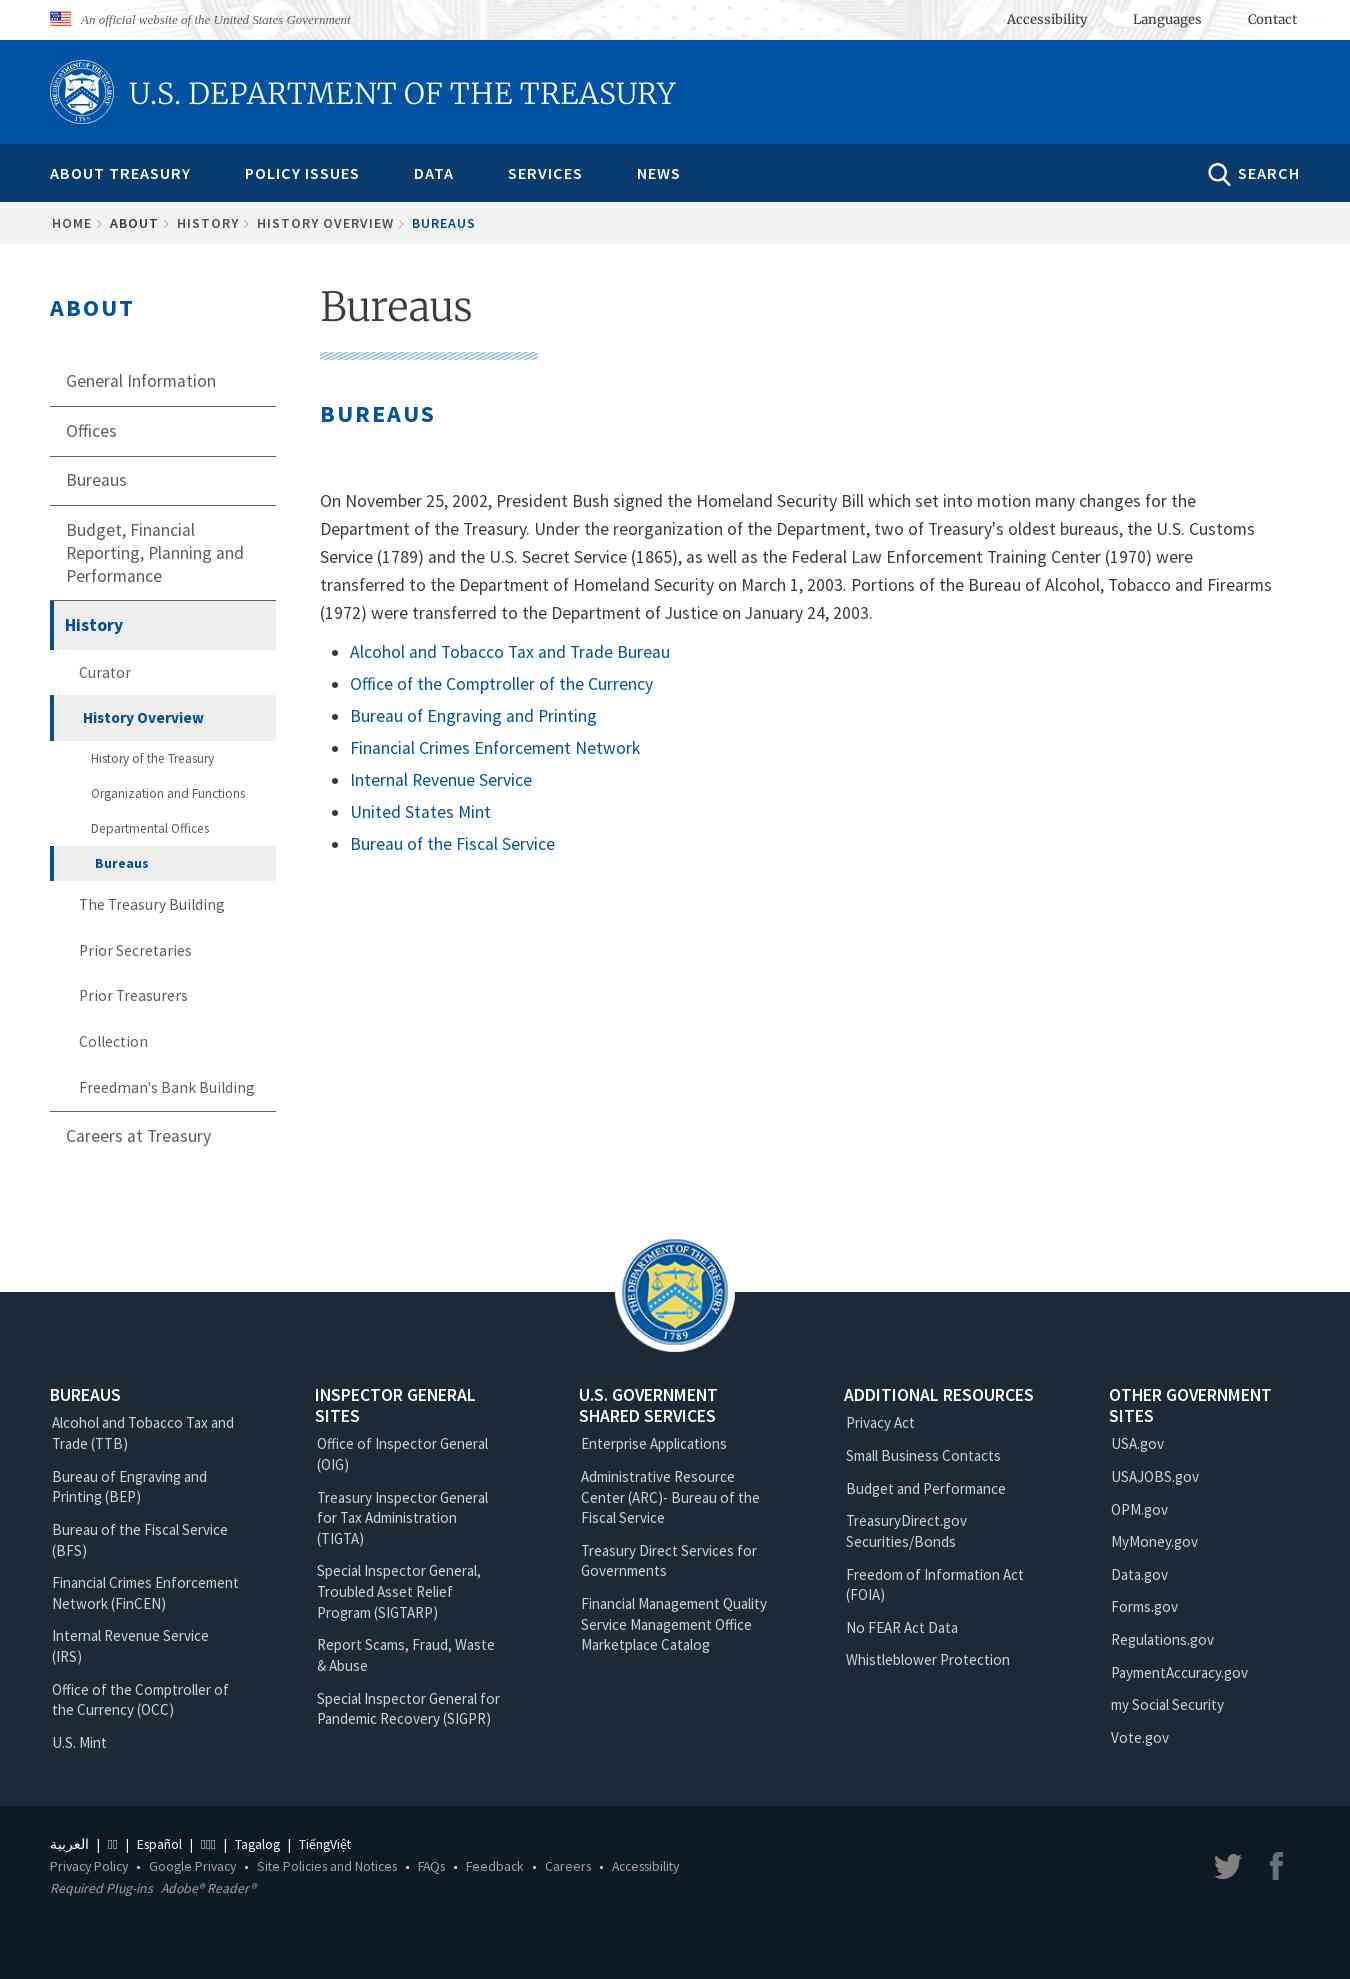 An official website of the United States Government
Accessibility
Languages
Contact
U.S. DEPARTMENT OF THE TREASURY
ABOUT TREASURY
POLICY ISSUES
DATA
SERVICES
NEWS
SEARCH
HOME
ABOUT
HISTORY
HISTORY OVERVIEW
BUREAUS
ABOUT
General Information
Offices
Bureaus
Budget, Financial
Reporting, Planning and
Performance
History
Curator
History Overview
History of the Treasury
Organization and Functions
Departmental Offices
Bureaus
The Treasury Building
Prior Secretaries
Prior Treasurers
Collection
Freedman's Bank Building
Careers at Treasury
Bureaus
BUREAUS
On November 25, 2002, President Bush signed the Homeland Security Bill which set into motion many changes for the
Department of the Treasury. Under the reorganization of the Department, two of Treasury's oldest bureaus, the U.S. Customs
Service (1789) and the U.S. Secret Service (1865), as well as the Federal Law Enforcement Training Center (1970) were
transferred to the Department of Homeland Security on March 1, 2003. Portions of the Bureau of Alcohol, Tobacco and Firearms
(1972) were transferred to the Department of Justice on January 24, 2003.
Alcohol and Tobacco Tax and Trade Bureau
Office of the Comptroller of the Currency
Bureau of Engraving and Printing
Financial Crimes Enforcement Network
Internal Revenue Service
United States Mint
Bureau of the Fiscal Service
THE DEPARTMENT OF THE TREASURY
1789
BUREAUS
Alcohol and Tobacco Tax and
Trade (TTB)
Bureau of Engraving and
Printing (BEP)
Bureau of the Fiscal Service
(BFS)
Financial Crimes Enforcement
Network (FinCEN)
Internal Revenue Service
(IRS)
Office of the Comptroller of
the Currency (OCC)
U.S. Mint
INSPECTOR GENERAL
SITES
Office of Inspector General
(OIG)
Treasury Inspector General
for Tax Administration
(TIGTA)
Special Inspector General,
Troubled Asset Relief
Program (SIGTARP)
Report Scams, Fraud, Waste
& Abuse
Special Inspector General for
Pandemic Recovery (SIGPR)
U.S. GOVERNMENT
SHARED SERVICES
Enterprise Applications
Administrative Resource
Center (ARC)- Bureau of the
Fiscal Service
Treasury Direct Services for
Governments
Financial Management Quality
Service Management Office
Marketplace Catalog
ADDITIONAL RESOURCES
Privacy Act
Small Business Contacts
Budget and Performance
TreasuryDirect.gov
Securities/Bonds
Freedom of Information Act
(FOIA)
No FEAR Act Data
Whistleblower Protection
OTHER GOVERNMENT
SITES
USA.gov
USAJOBS.gov
OPM.gov
MyMoney.gov
Data.gov
Forms.gov
Regulations.gov
PaymentAccuracy.gov
my Social Security
Vote.gov
العربية | | Español | | Tagalog | TiếngViệt
Privacy Policy • Google Privacy • Site Policies and Notices • FAQs • Feedback • Careers • Accessibility
Required Plug-ins Adobe® Reader®